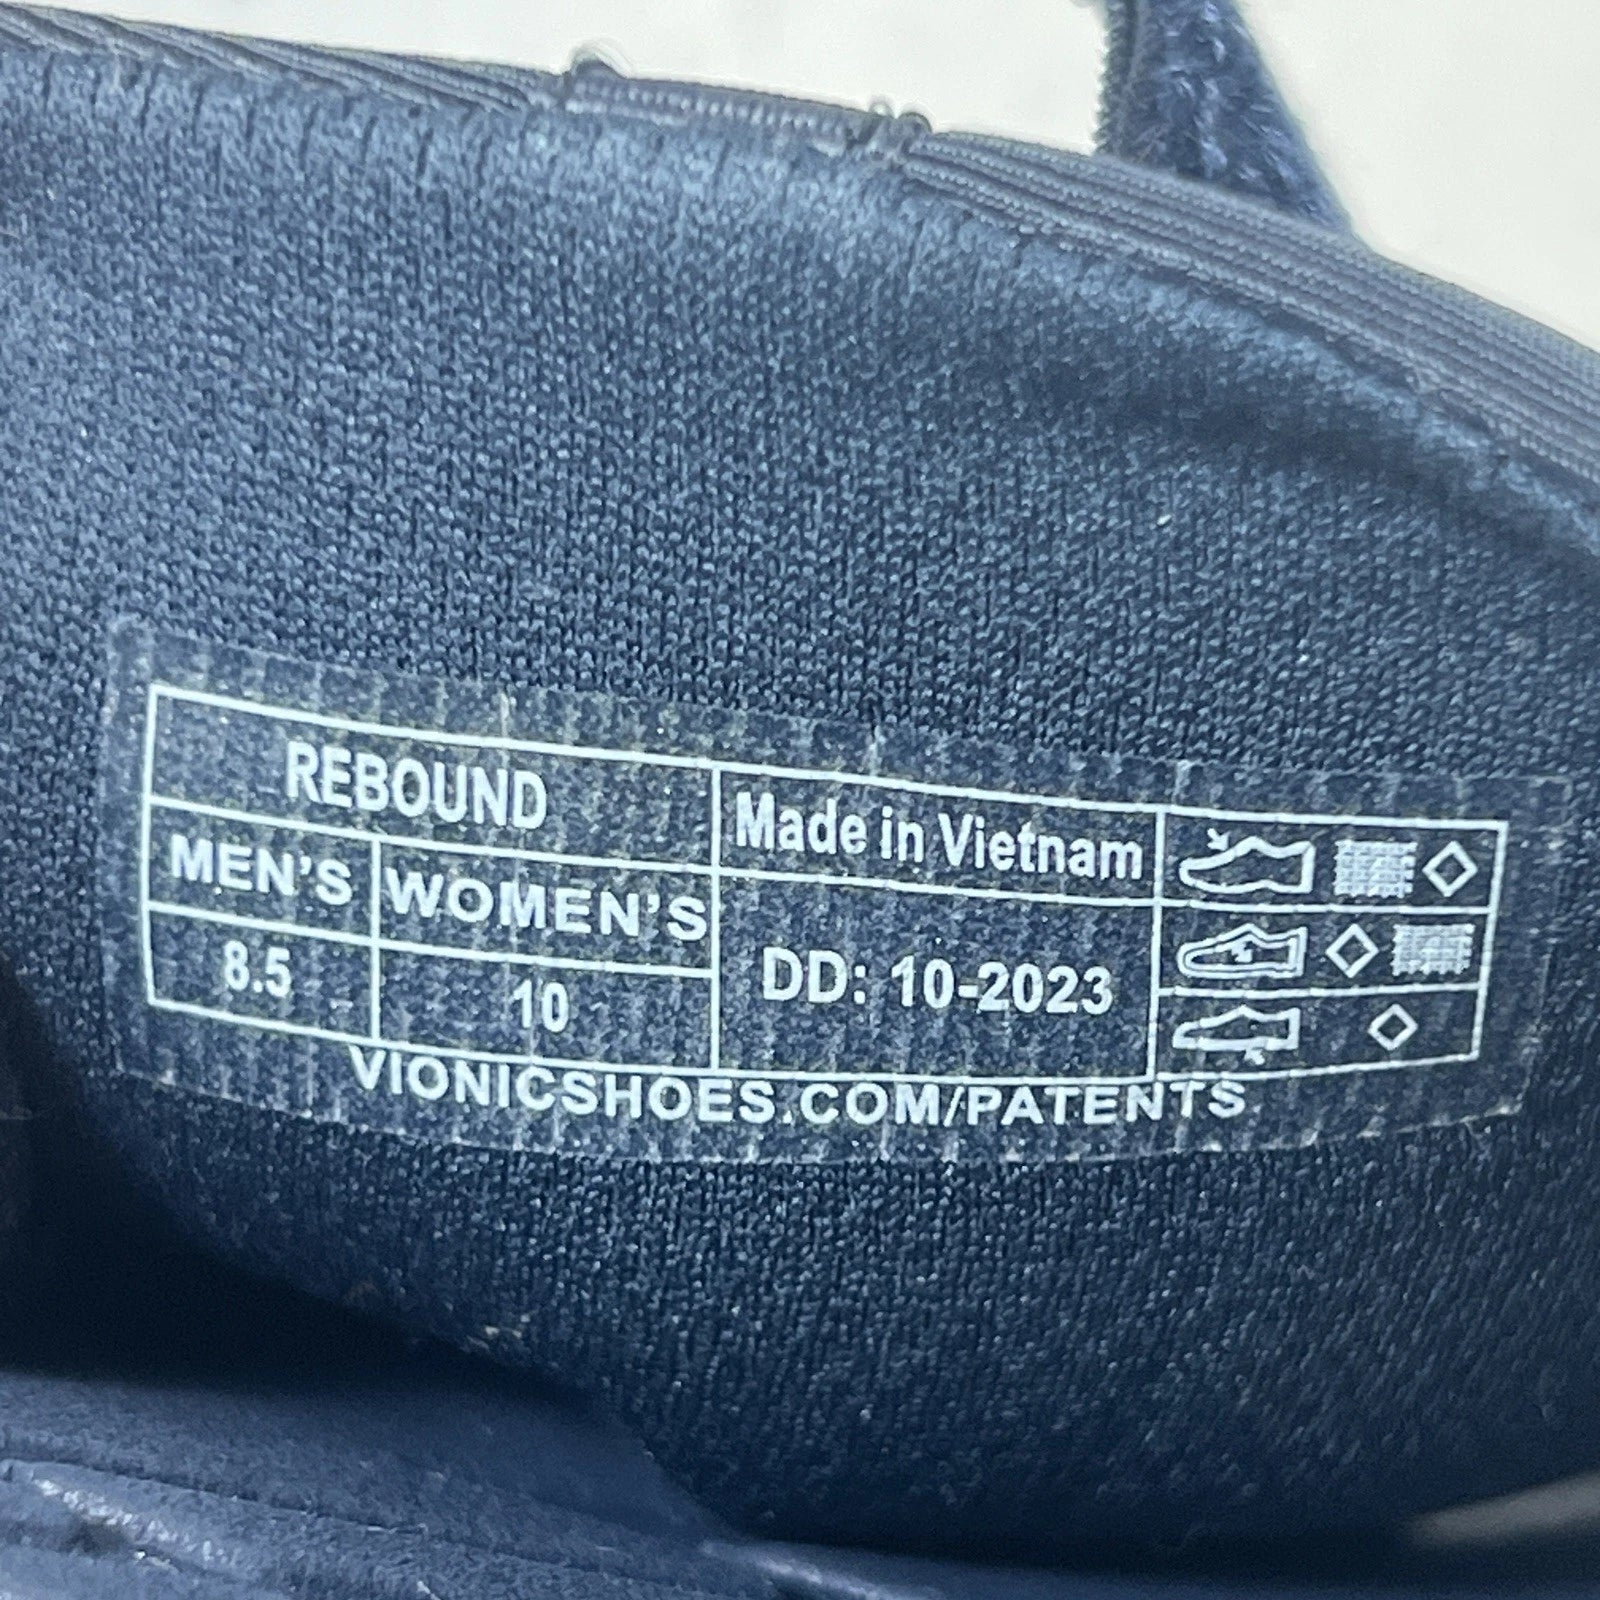 REBOUND
Made in Vietnam
MEN'S WOMEN'S
8.5 10
DD: 10-2023
VIONICSHOES.COM/PATENTS